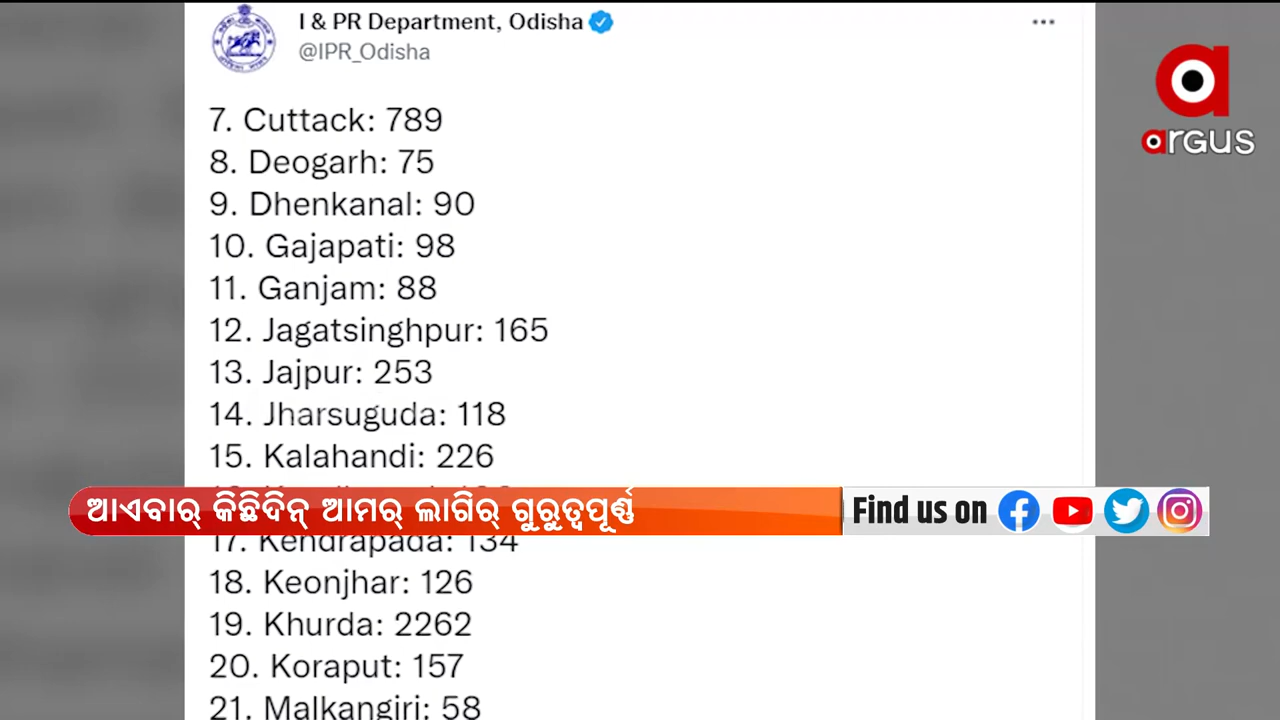 I & PR Department, Odisha
@IPR_Odisha
argus
7. Cuttack: 789
8. Deogarh: 75
9. Dhenkanal: 90
10. Gajapati: 98
11. Ganjam: 88
12. Jagatsinghpur: 165
13. Jajpur: 253
14. Jharsuguda: 118
15. Kalahandi: 226
ଆଏବାର୍ କିଛିଦିନ୍ ଆମର୍ ଲାଗିର୍ ଗୁରୁତ୍ୱପୂର୍ଣ୍ଣ
Find us on
17. Kendrapada: 134
18. Keonjhar: 126
19. Khurda: 2262
20. Koraput: 157
21. Malkangiri: 58